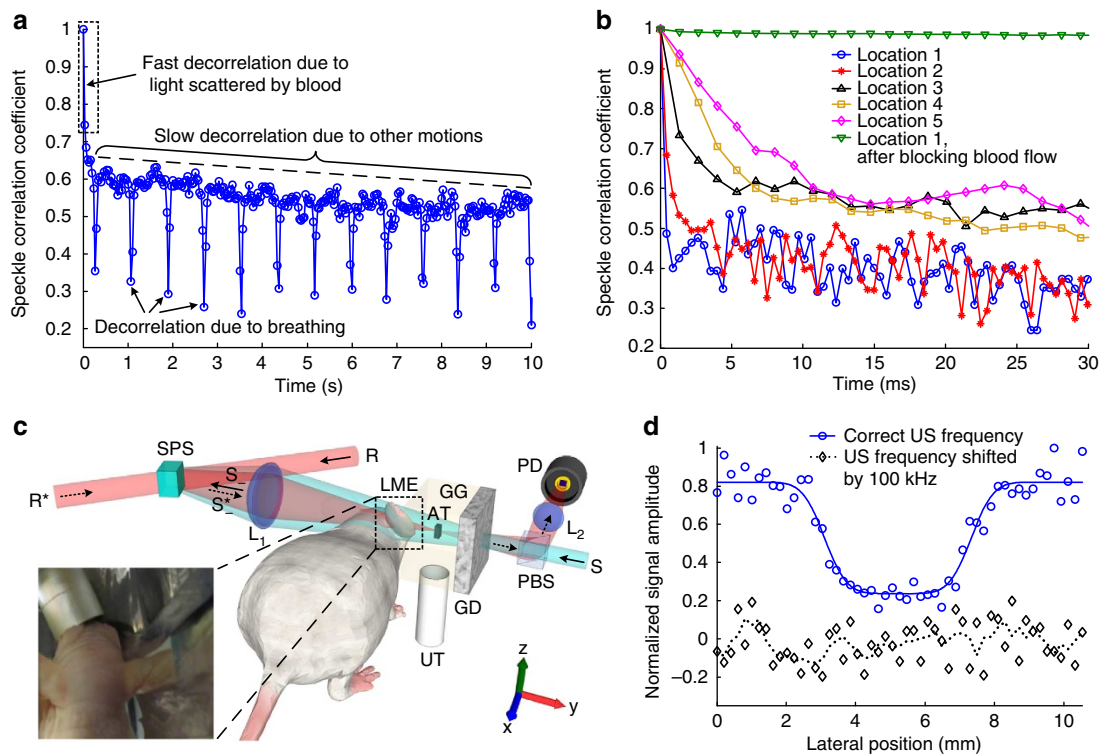 a
Speckle correlation coefficient
1
0.9
0.8
0.7
0.6
0.5
0.4
0.3
0.2
Fast decorrelation due to
light scattered by blood
Slow decorrelation due to other motions
Decorrelation due to breathing
0 1 2 3 4 5 6 7 8 9 10
Time (s)
b
Speckle correlation coefficient
1
0.9
0.8
0.7
0.6
0.5
0.4
0.3
0.2
Location 1
Location 2
Location 3
Location 4
Location 5
Location 1,
after blocking blood flow
0 5 10 15 20 25 30
Time (ms)
c
SPS
R
R*
S_
S*_
L1
LME
GG
AT
PD
L2
PBS
S
GD
UT
z
y
x
d
Normalized signal amplitude
1
0.8
0.4
0
−0.2
Correct US frequency
US frequency shifted
by 100 kHz
0 2 4 6 8 10
Lateral position (mm)